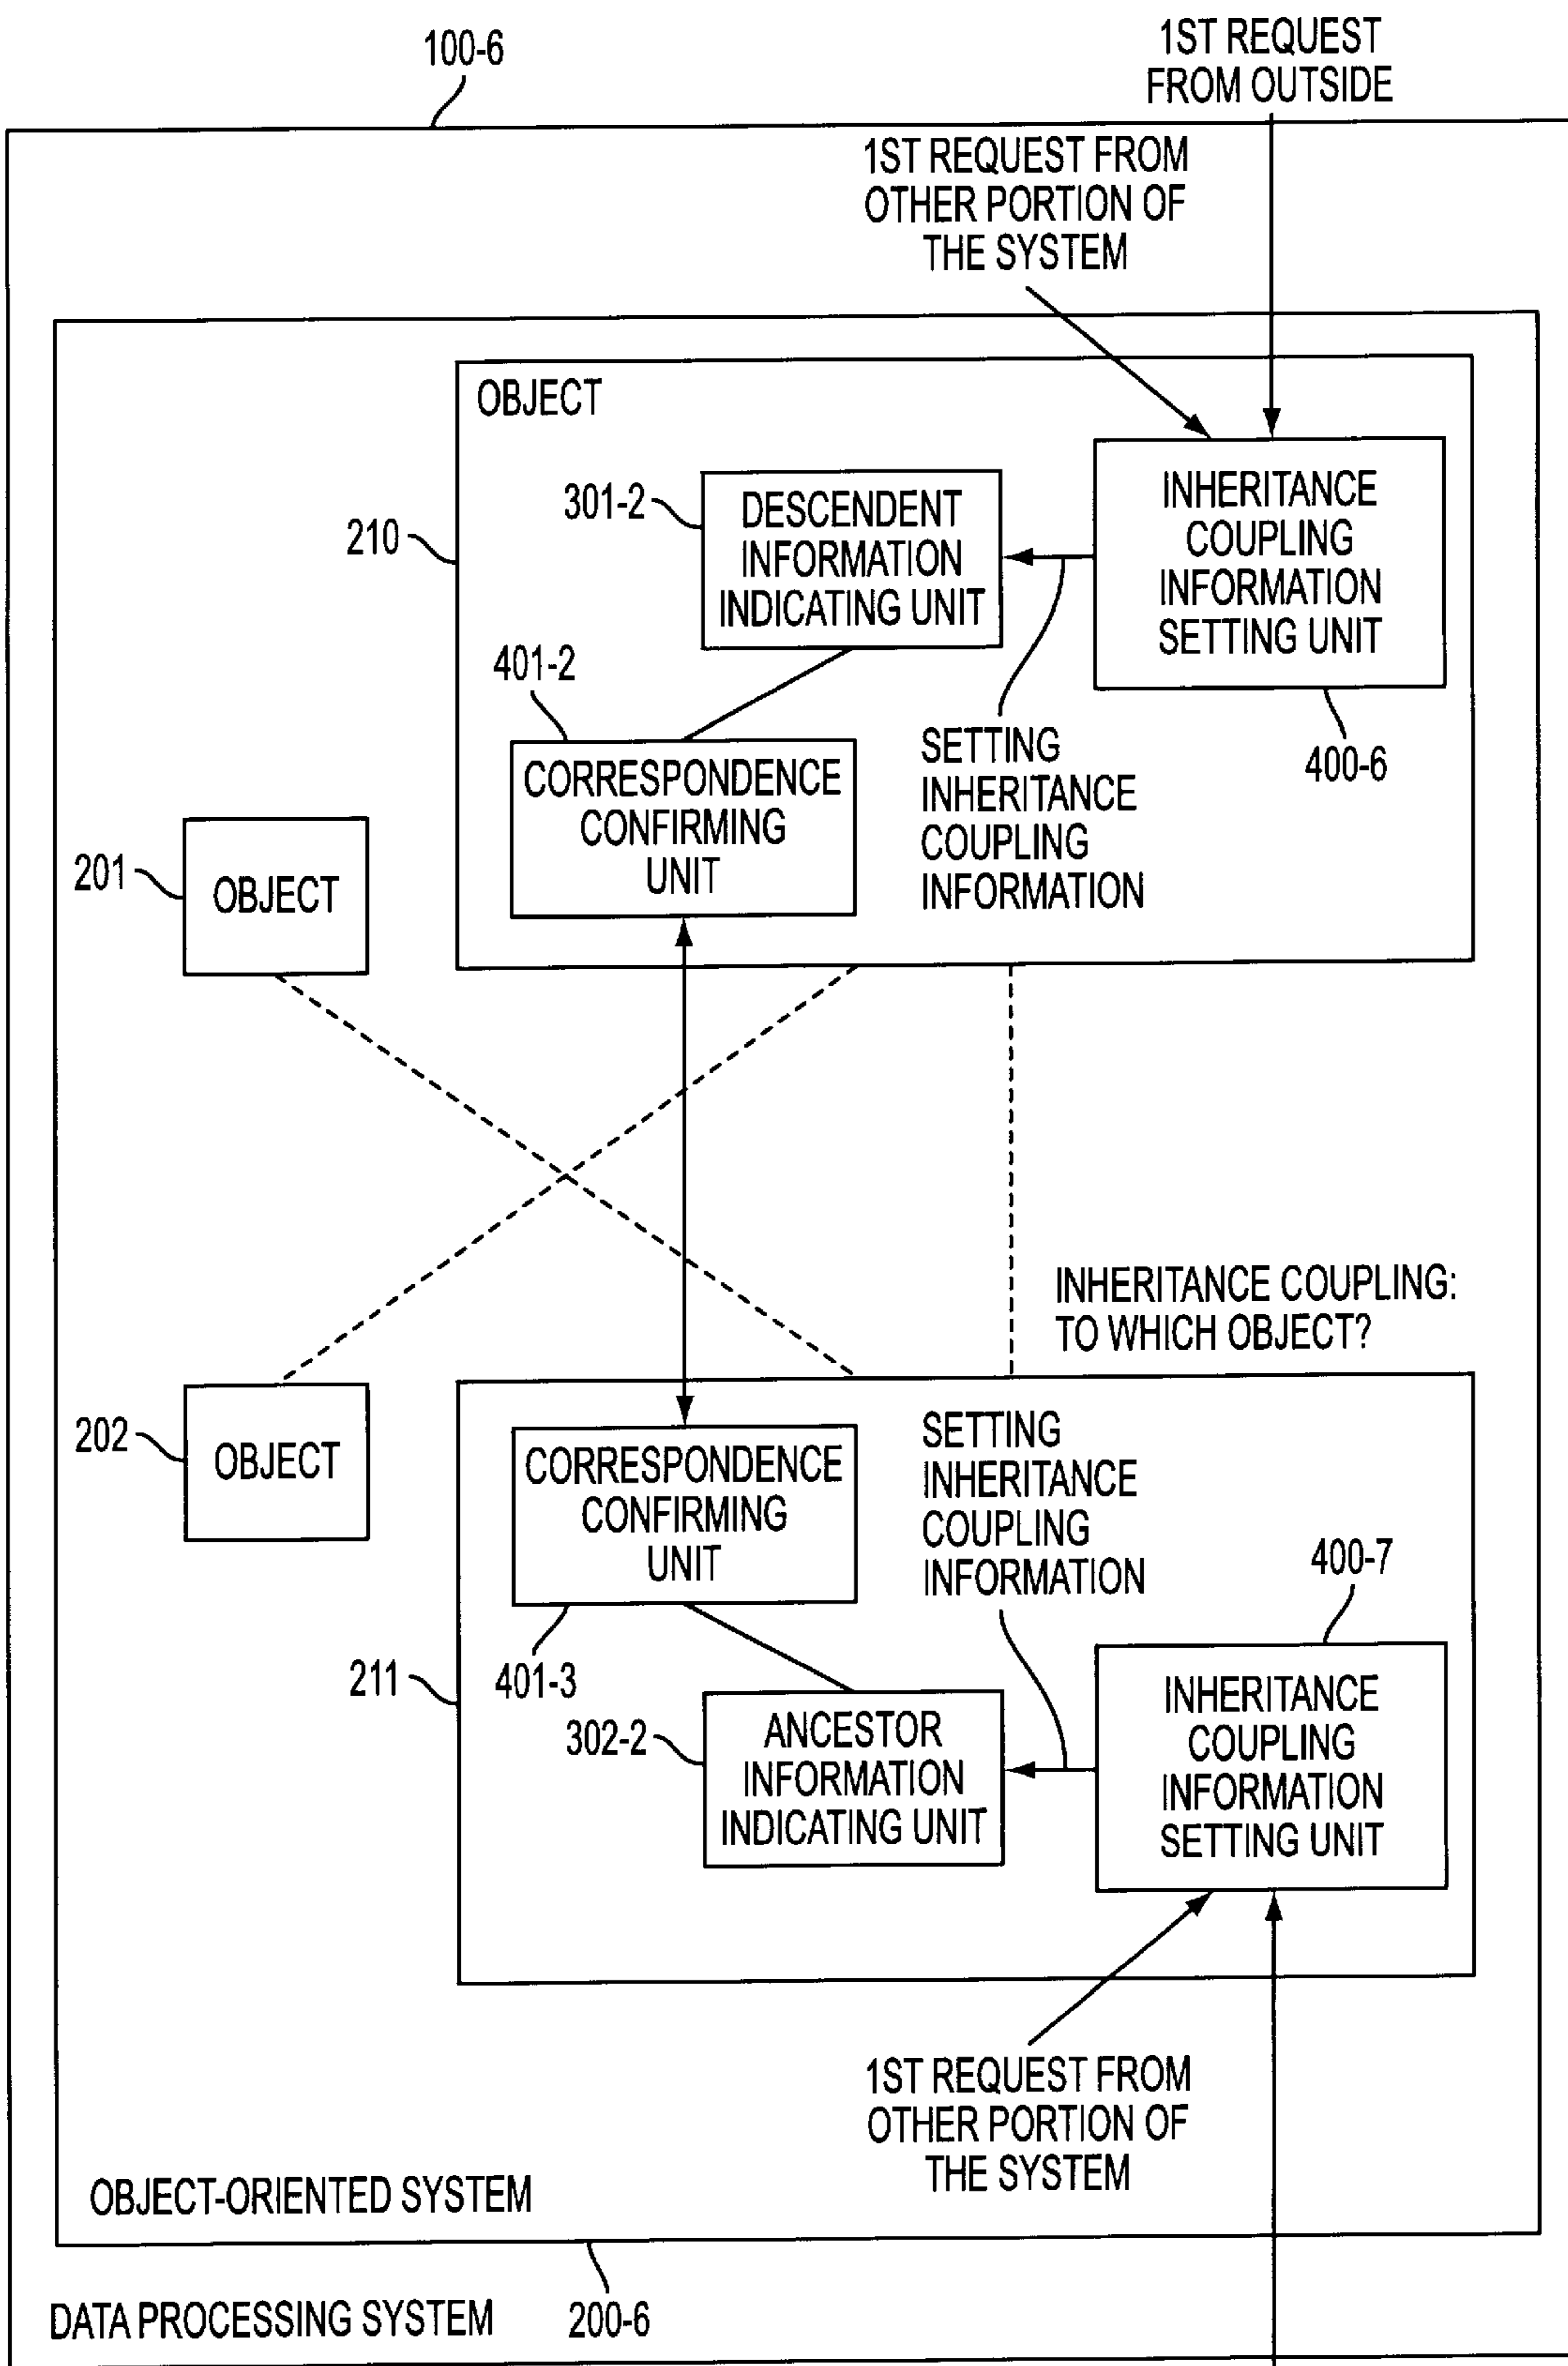 100-6
1ST REQUEST
FROM OUTSIDE
1ST REQUEST FROM
OTHER PORTION OF
THE SYSTEM
OBJECT
301-2
DESCENDENT
INFORMATION
INDICATING UNIT
INHERITANCE
COUPLING
INFORMATION
SETTING UNIT
210
401-2
SETTING
INHERITANCE
COUPLING
INFORMATION
400-6
CORRESPONDENCE
CONFIRMING
UNIT
201
OBJECT
INHERITANCE COUPLING:
TO WHICH OBJECT?
202
OBJECT
CORRESPONDENCE
CONFIRMING
UNIT
SETTING
INHERITANCE
COUPLING
INFORMATION
400-7
211
401-3
302-2
ANCESTOR
INFORMATION
INDICATING UNIT
INHERITANCE
COUPLING
INFORMATION
SETTING UNIT
1ST REQUEST FROM
OTHER PORTION OF
THE SYSTEM
OBJECT-ORIENTED SYSTEM
DATA PROCESSING SYSTEM
200-6